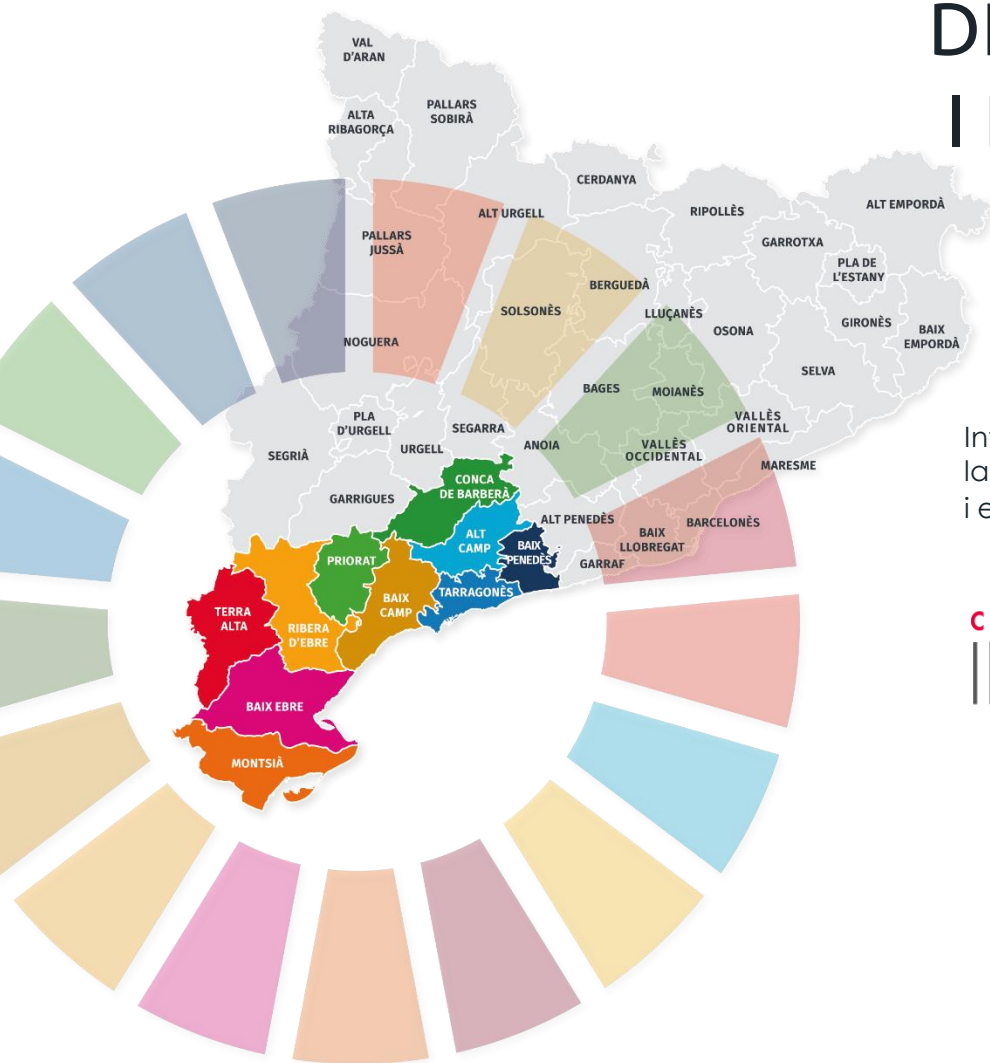 DE
I
VAL
D'ARAN
ALTA
RIBAGORÇA
PALLARS
SOBIRÀ
CERDANYA
ALT URGELL
RIPOLLÈS
ALT EMPORDÀ
PALLARS
JUSSÀ
GARROTXA
PLA DE
L'ESTANY
BERGUEDÀ
SOLSONÈS
LLUÇANÈS
OSONA
GIRONÈS
BAIX
EMPORDÀ
NOGUERA
SELVA
BAGES
MOIANÈS
PLA
D'URGELL
SEGARRA
VALLÈS
ORIENTAL
SEGRIÀ
URGELL
ANOIA
VALLÈS
OCCIDENTAL
MARESME
GARRIGUES
CONCA
DE BARBERÀ
ALT PENEDÈS
BARCELONÈS
BAIX
LLOBREGAT
ALT
CAMP
BAIX
PENEDÈS
GARRAF
PRIORAT
TARRAGONÈS
BAIX
CAMP
TERRA
ALTA
RIBERA
D'EBRE
BAIX EBRE
MONTSIÀ
la
i e